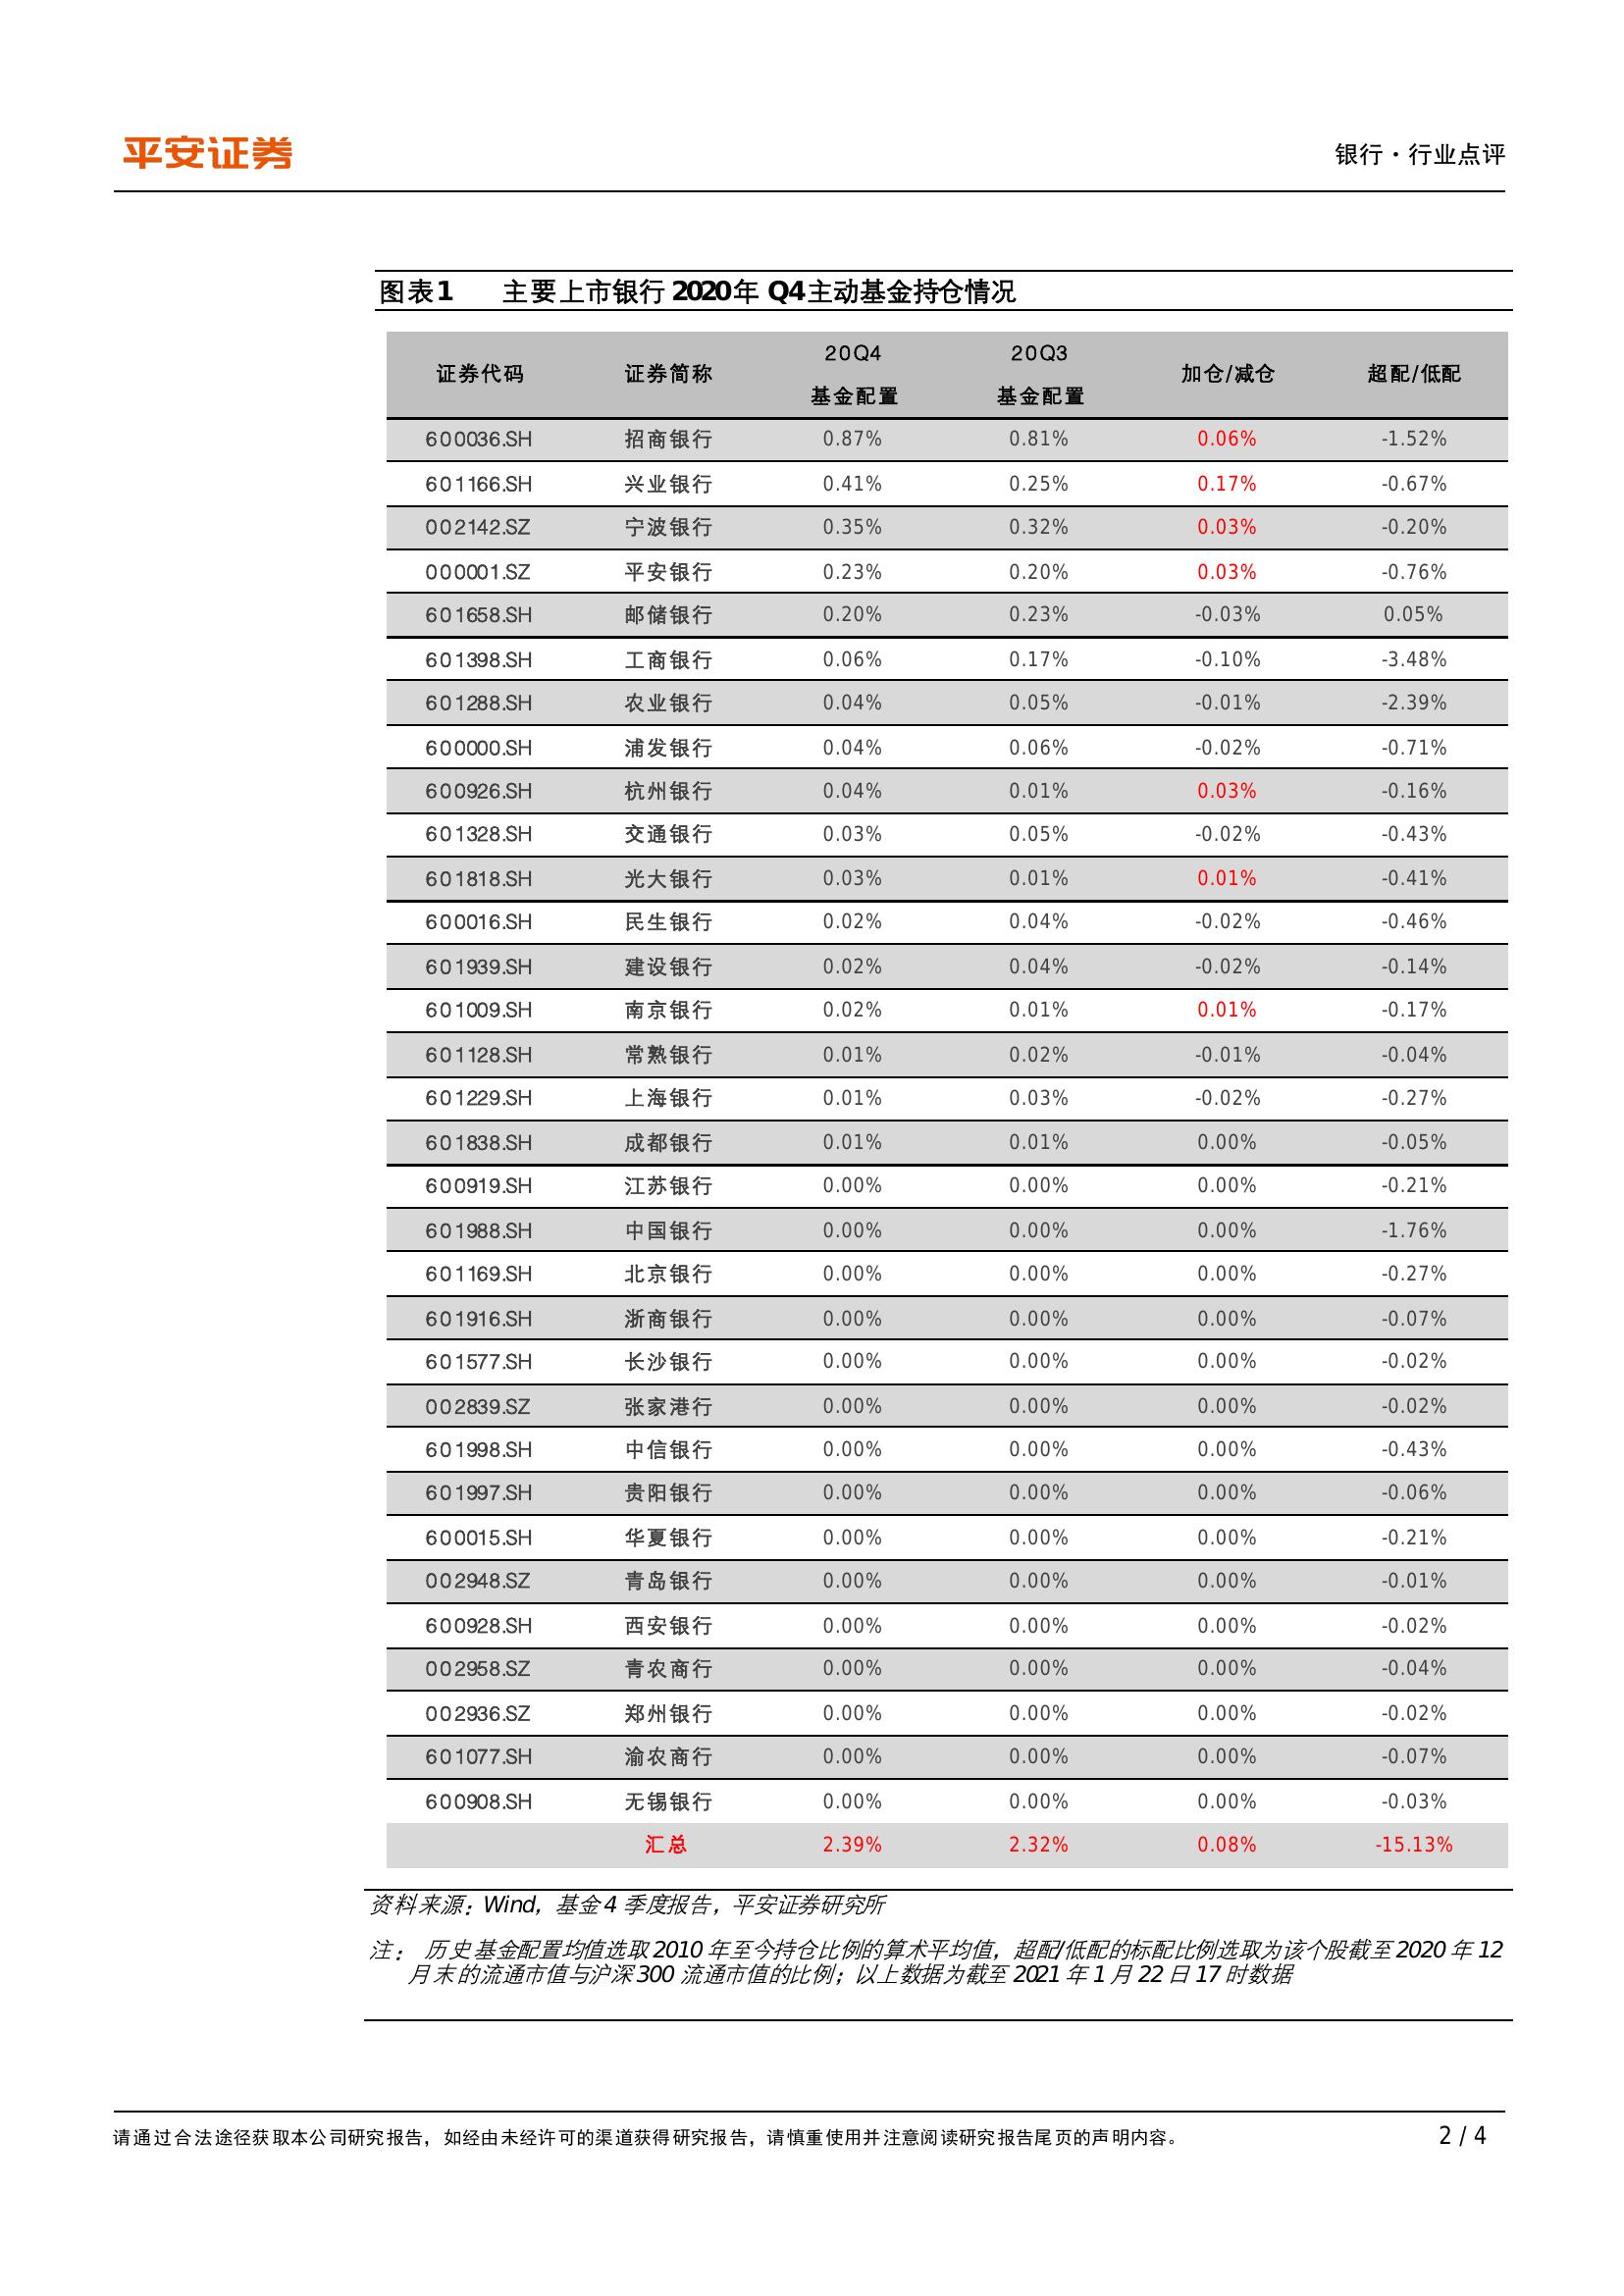 平安证券
银行·行业点评
图表1 主要上市银行 2020年 Q4主动基金持仓情况
证券代码 证券简称 20Q4 基金配置 20Q3 基金配置 加仓/减仓 超配/低配
600036.SH 招商银行 0.87% 0.81% 0.06% -1.52%
601166.SH 兴业银行 0.41% 0.25% 0.17% -0.67%
002142.SZ 宁波银行 0.35% 0.32% 0.03% -0.20%
000001.SZ 平安银行 0.23% 0.20% 0.03% -0.76%
601658.SH 邮储银行 0.20% 0.23% -0.03% 0.05%
601398.SH 工商银行 0.06% 0.17% -0.10% -3.48%
601288.SH 农业银行 0.04% 0.05% -0.01% -2.39%
600000.SH 浦发银行 0.04% 0.06% -0.02% -0.71%
600926.SH 杭州银行 0.04% 0.01% 0.03% -0.16%
601328.SH 交通银行 0.03% 0.05% -0.02% -0.43%
601818.SH 光大银行 0.03% 0.01% 0.01% -0.41%
600016.SH 民生银行 0.02% 0.04% -0.02% -0.46%
601939.SH 建设银行 0.02% 0.04% -0.02% -0.14%
601009.SH 南京银行 0.02% 0.01% 0.01% -0.17%
601128.SH 常熟银行 0.01% 0.02% -0.01% -0.04%
601229.SH 上海银行 0.01% 0.03% -0.02% -0.27%
601838.SH 成都银行 0.01% 0.01% 0.00% -0.05%
600919.SH 江苏银行 0.00% 0.00% 0.00% -0.21%
601988.SH 中国银行 0.00% 0.00% 0.00% -1.76%
601169.SH 北京银行 0.00% 0.00% 0.00% -0.27%
601916.SH 浙商银行 0.00% 0.00% 0.00% -0.07%
601577.SH 长沙银行 0.00% 0.00% 0.00% -0.02%
002839.SZ 张家港行 0.00% 0.00% 0.00% -0.02%
601998.SH 中信银行 0.00% 0.00% 0.00% -0.43%
601997.SH 贵阳银行 0.00% 0.00% 0.00% -0.06%
600015.SH 华夏银行 0.00% 0.00% 0.00% -0.21%
002948.SZ 青岛银行 0.00% 0.00% 0.00% -0.01%
600928.SH 西安银行 0.00% 0.00% 0.00% -0.02%
002958.SZ 青农商行 0.00% 0.00% 0.00% -0.04%
002936.SZ 郑州银行 0.00% 0.00% 0.00% -0.02%
601077.SH 渝农商行 0.00% 0.00% 0.00% -0.07%
600908.SH 无锡银行 0.00% 0.00% 0.00% -0.03%
汇总 2.39% 2.32% 0.08% -15.13%
资料来源：Wind，基金4 季度报告，平安证券研究所
注： 历史基金配置均值选取2010 年至今持仓比例的算术平均值，超配/低配的标配比例选取为该个股截至2020 年 12
月末的流通市值与沪深300 流通市值的比例；以上数据为截至2021 年 1 月 22 日 17 时数据
请通过合法途径获取本公司研究报告，如经由未经许可的渠道获得研究报告，请慎重使用并注意阅读研究报告尾页的声明内容。
2 / 4